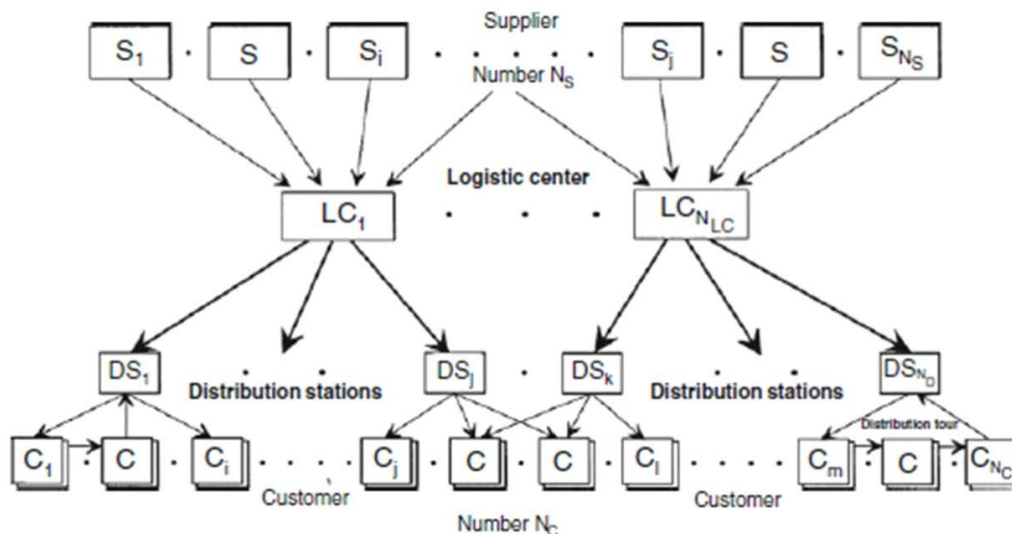 Supplier
S1 · S · Si · · · · · · Sj · S · SNS
Number NS
Logistic center
LC1 · · · LCNLC
DS1 · · DSj · DSk · · DSND
Distribution stations Distribution stations
Distribution tour
C1 · C · Ci · · · · · Cj · C · C · Cl · · · · Cm · C · CNC
Customer Customer
Number NC